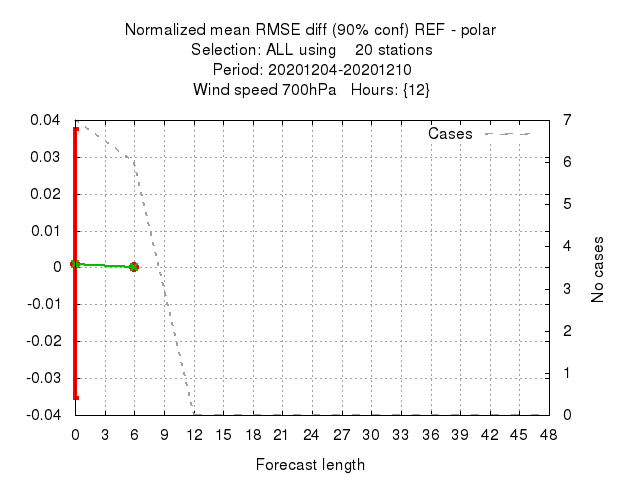 Normalized mean RMSE diff (90% conf) REF - polar
Selection: ALL using    20 stations
Period: 20201204-20201210
Wind speed 700hPa   Hours: {12}
Cases
0.04
0.03
0.02
0.01
0
-0.01
-0.02
-0.03
-0.04
7
6
5
4
3
2
1
0
No cases
0 3 6 9 12 15 18 21 24 27 30 33 36 39 42 45 48
Forecast length